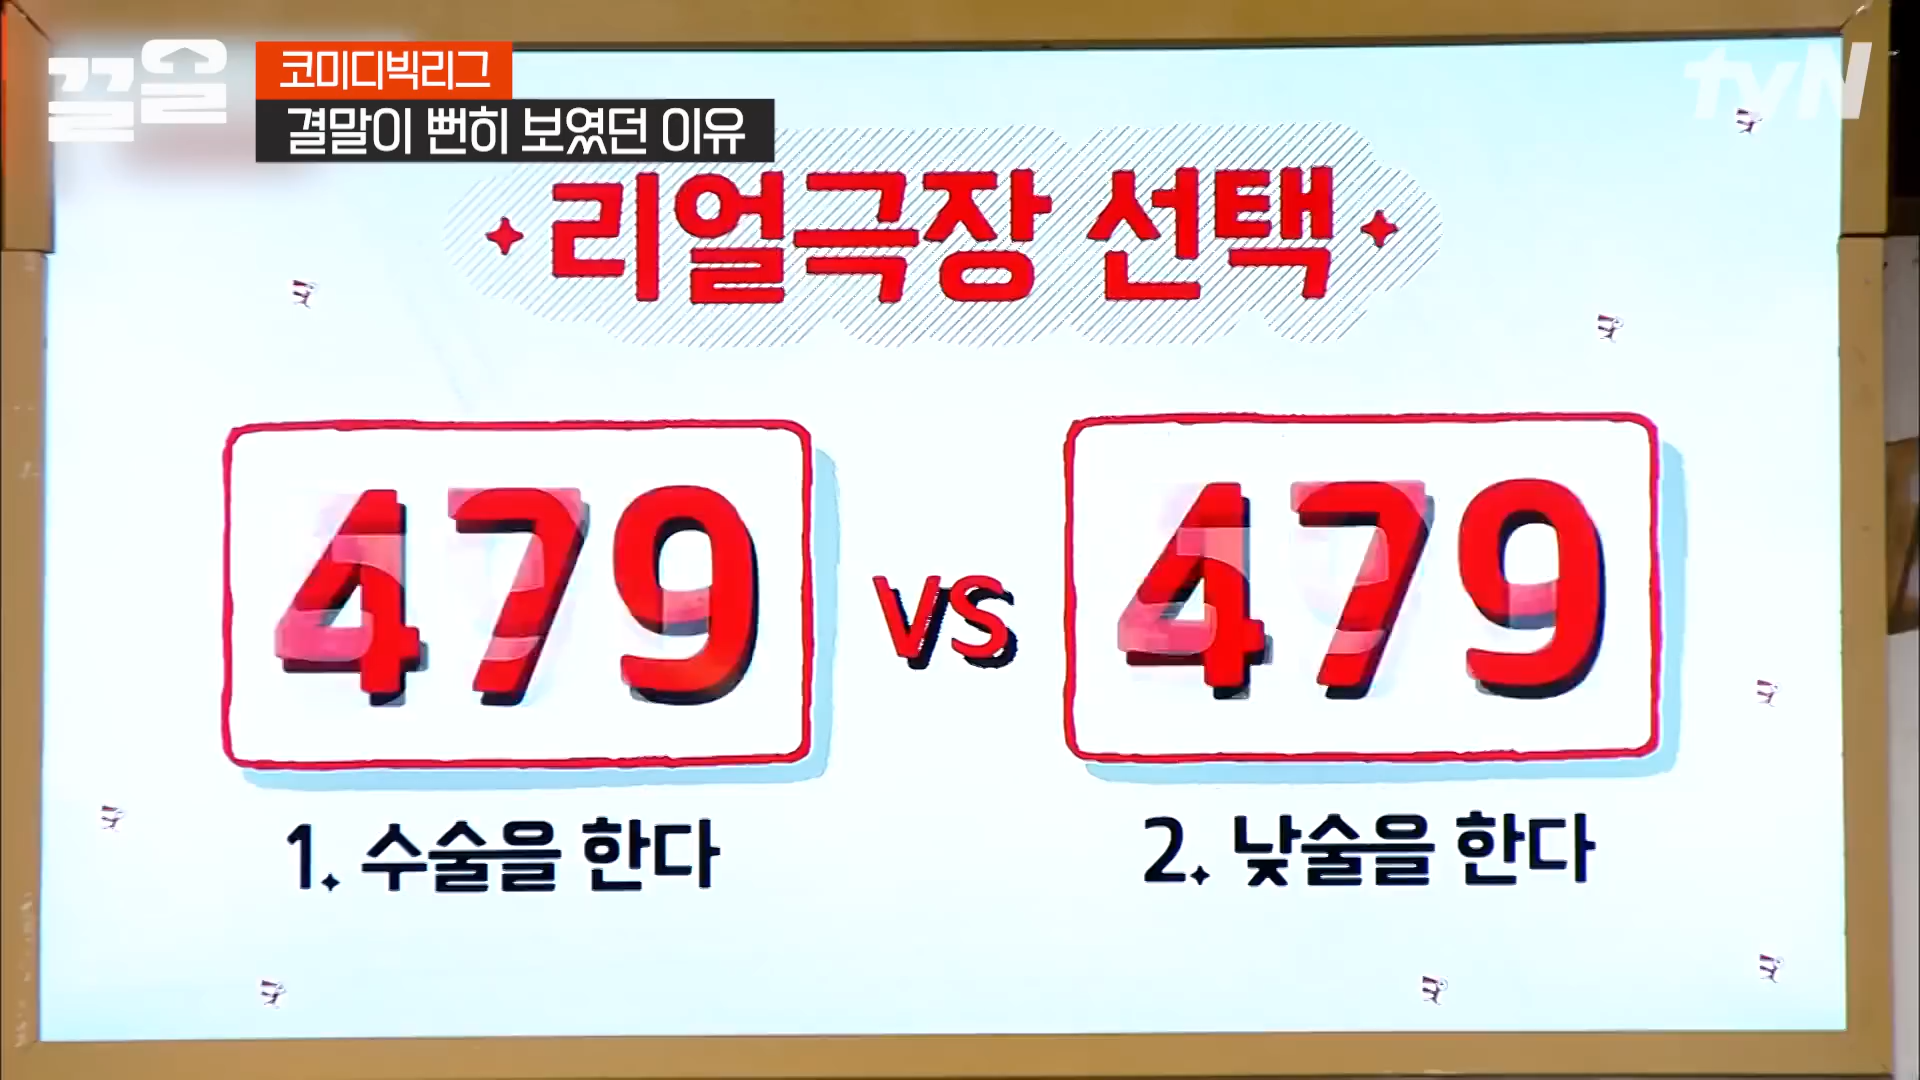 끌올
코미디빅리그
tvN
결말이 뻔히 보였던 이유
리얼극장 선택
479 VS 479
1. 수술을 한다
2. 낮술을 한다